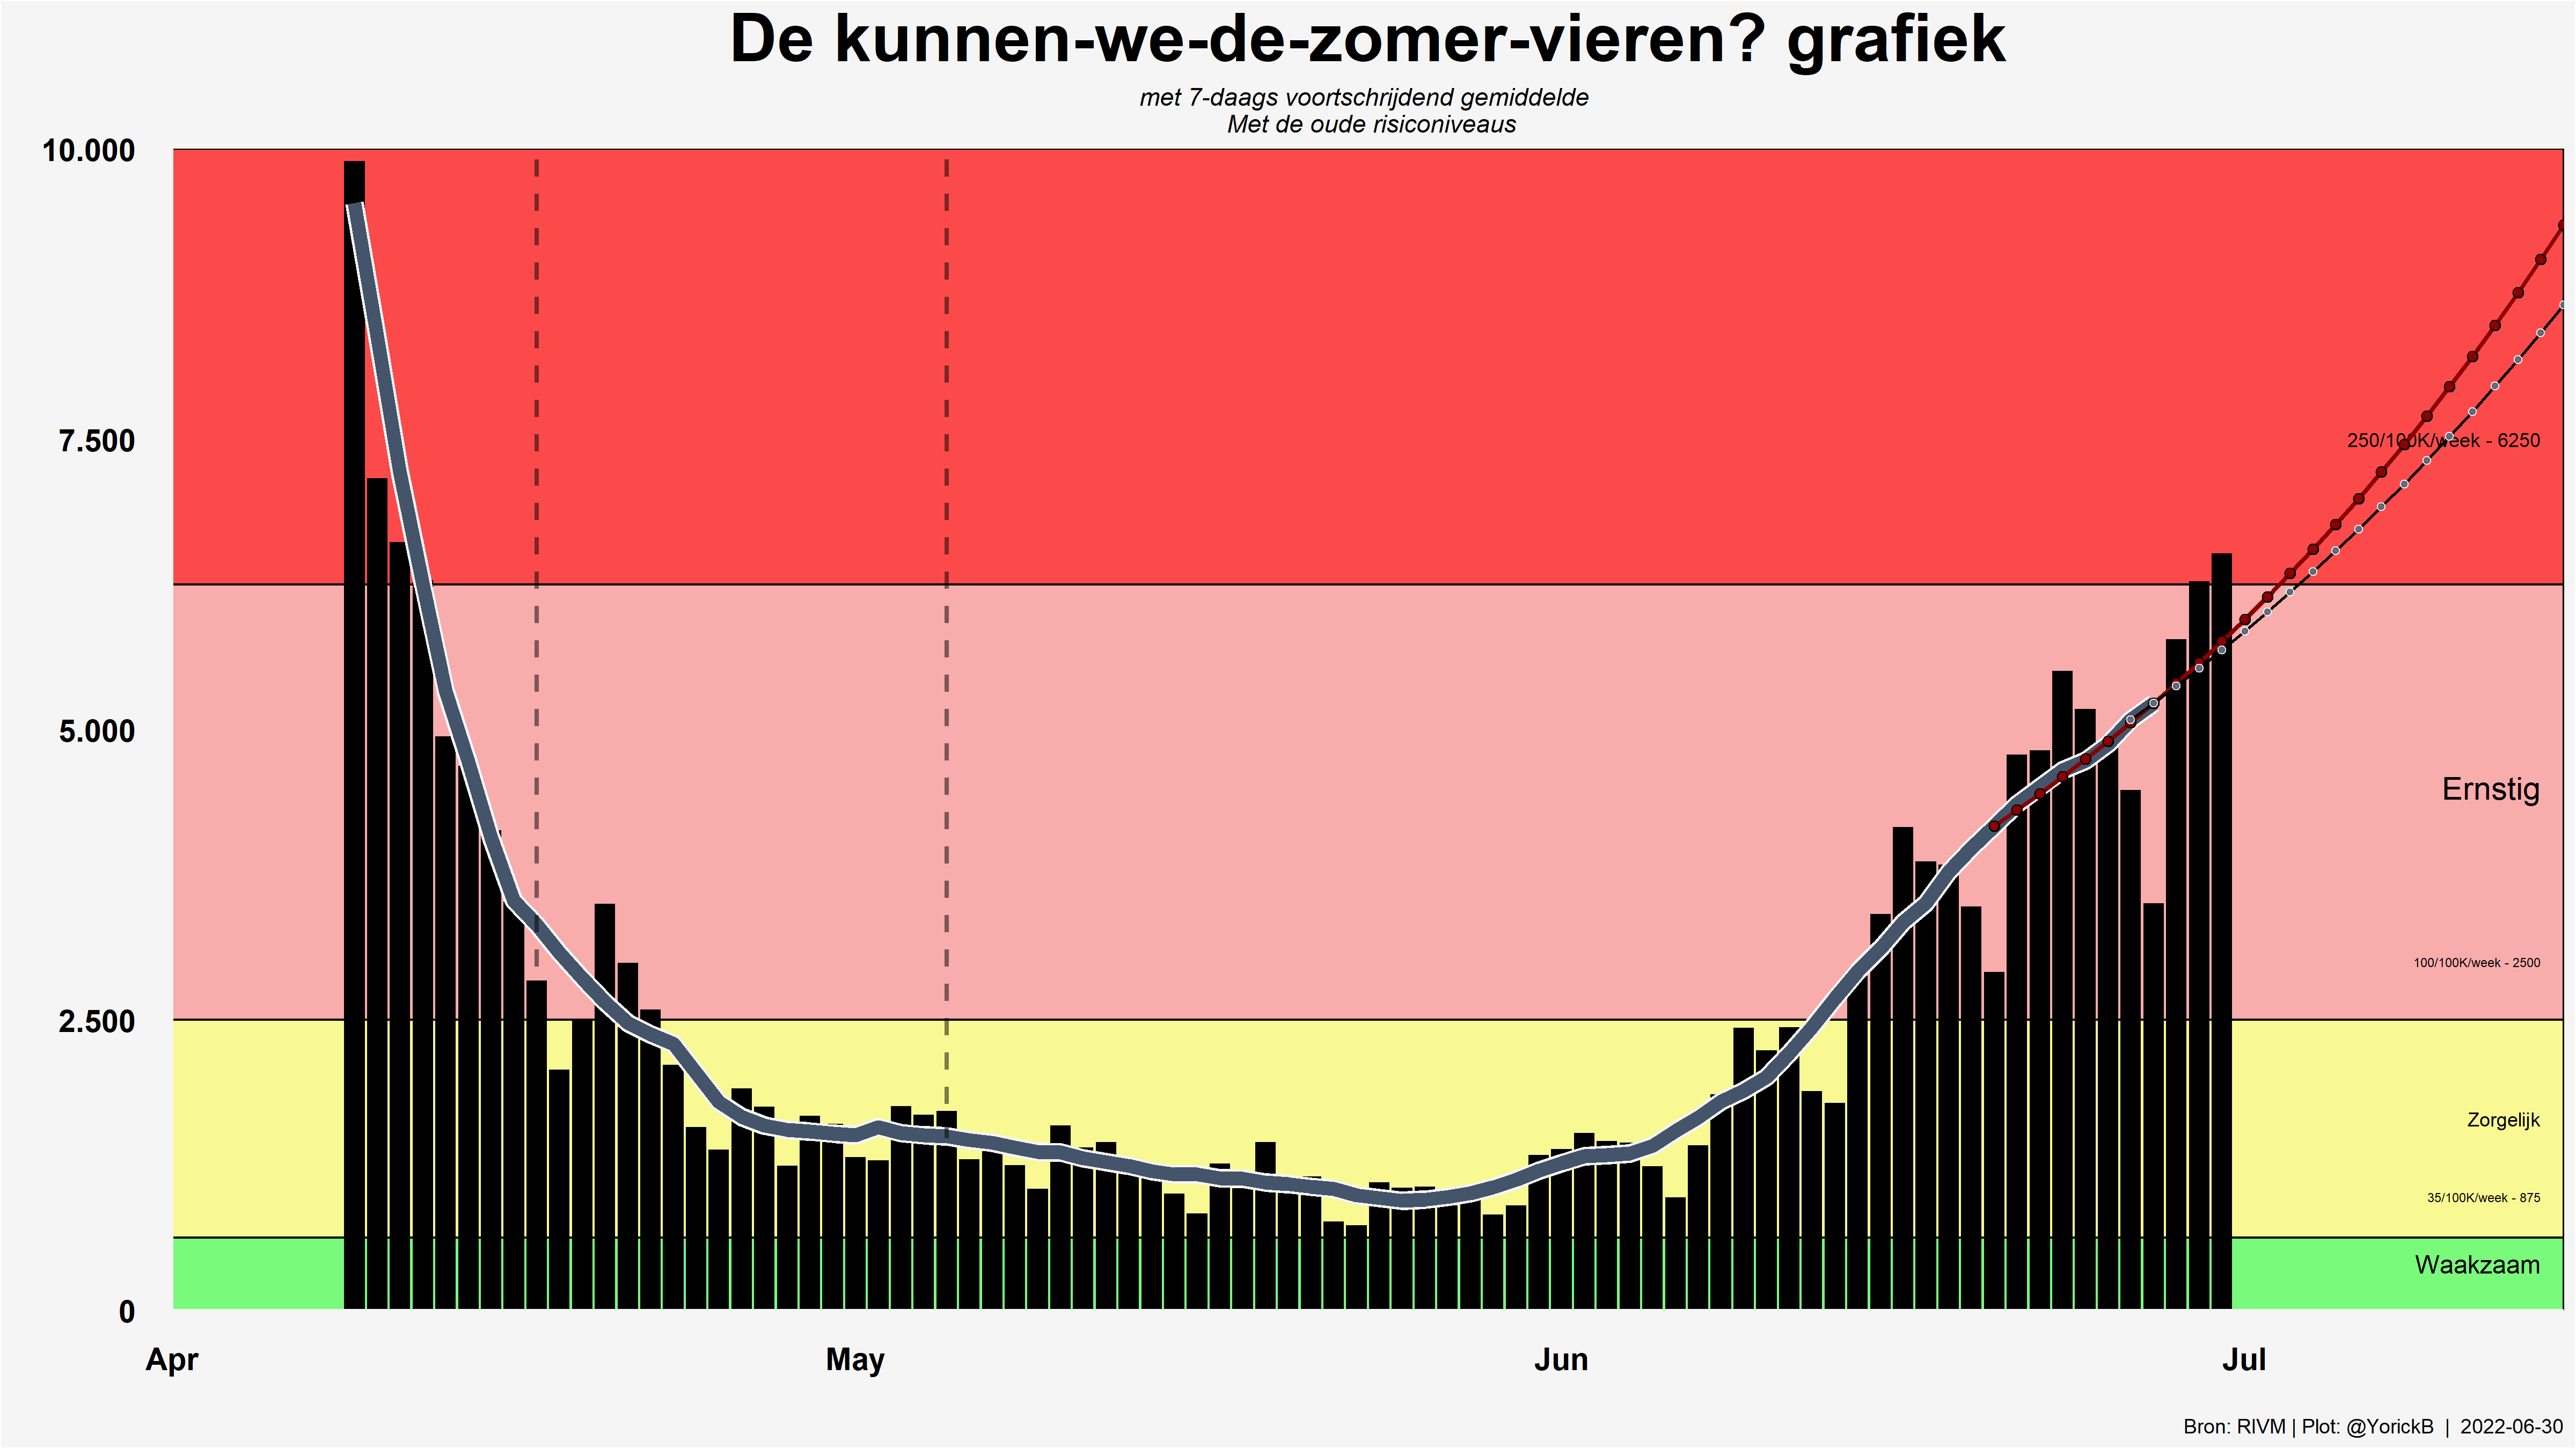 De kunnen-we-de-zomer-vieren? grafiek
met 7-daags voortschrijdend gemiddelde
Met de oude risiconiveaus
10.000
7.500
250/100K/week - 6250
5.000
Ernstig
100/100K/week - 2500
2.500
Zorgelijk
35/100K/week - 875
Waakzaam
0
Apr May Jun Jul
Bron: RIVM | Plot: @YorickB | 2022-06-30